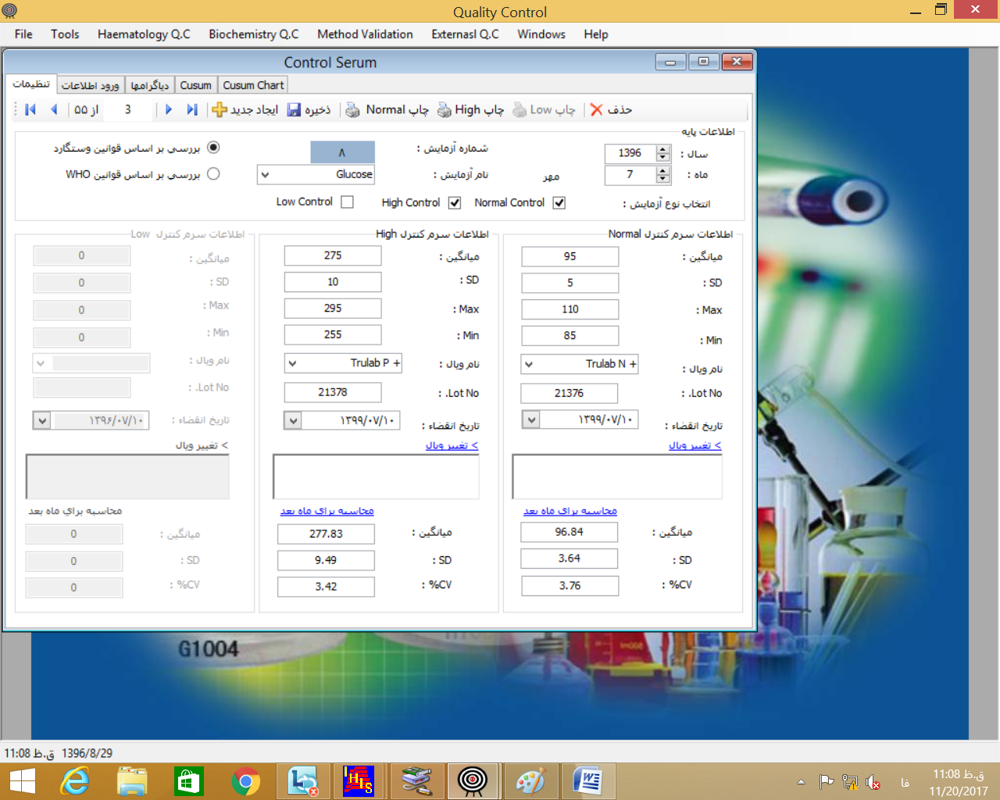 Quality Control
File Tools Haematology Q.C Biochemistry Q.C Method Validation Externasl Q.C Windows Help
Control Serum
تنظیمات ورود اطلاعات دیاگرامها Cusum Cusum Chart
3 از ۵۵ ایجاد جدید ذخیره چاپ Normal چاپ High چاپ Low حذف
اطلاعات پایه
سال : 1396
ماه : 7 مهر
شماره آزمایش : ۸
نام آزمایش : Glucose
بررسی بر اساس قوانین وستگارد
بررسی بر اساس قوانین WHO
انتخاب نوع آزمایش : Normal Control High Control Low Control
اطلاعات سرم کنترل Normal
میانگین : 95
SD : 5
Max : 110
Min : 85
نام ویال : Trulab N +
Lot No. : 21376
تاریخ انقضاء : ۱۳۹۹/۰۷/۱۰
> تغییر ویال
محاسبه برای ماه بعد
میانگین : 96.84
SD : 3.64
%CV : 3.76
اطلاعات سرم کنترل High
میانگین : 275
SD : 10
Max : 295
Min : 255
نام ویال : Trulab P +
Lot No. : 21378
تاریخ انقضاء : ۱۳۹۹/۰۷/۱۰
> تغییر ویال
محاسبه برای ماه بعد
میانگین : 277.83
SD : 9.49
%CV : 3.42
اطلاعات سرم کنترل Low
میانگین : 0
SD : 0
Max : 0
Min : 0
نام ویال :
Lot No. :
تاریخ انقضاء : ۱۳۹۶/۰۷/۱۰
> تغییر ویال
محاسبه برای ماه بعد
میانگین : 0
SD : 0
%CV : 0
G1004
11:08 ق.ظ 1396/8/29
IHIS
فا
11:08 ق.ظ
11/20/2017